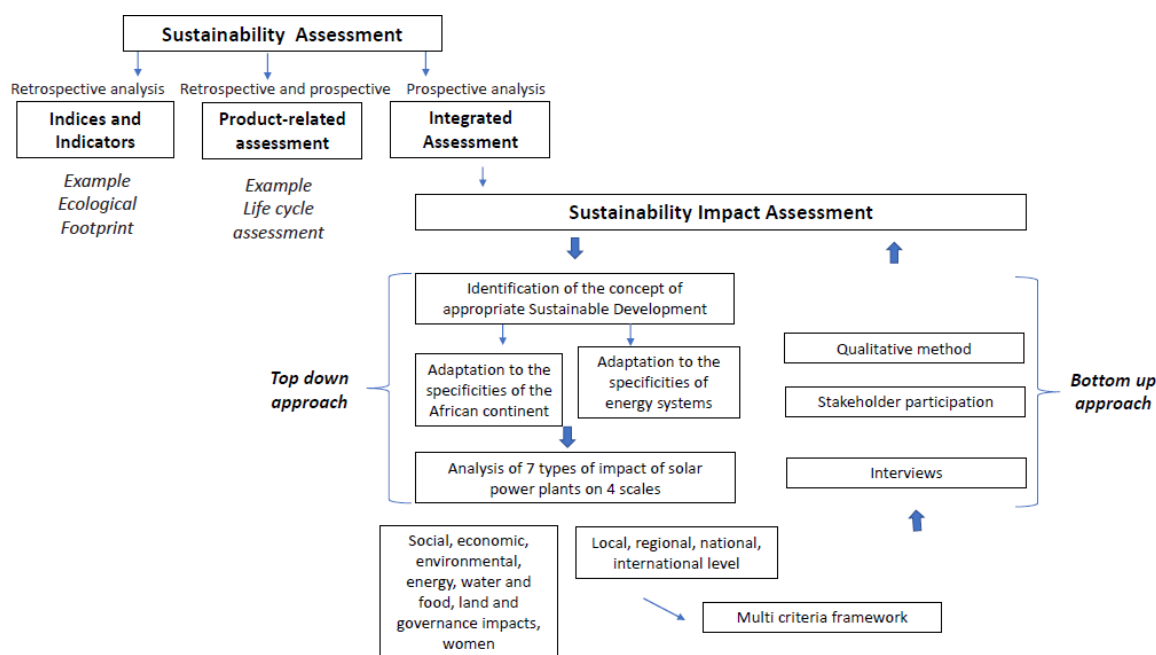 Sustainability Assessment
Retrospective analysis
Retrospective and prospective
Prospective analysis
Indices and
Indicators
Product-related
assessment
Integrated
Assessment
Example
Ecological
Footprint
Example
Life cycle
assessment
Sustainability Impact Assessment
Top down
approach
Identification of the concept of
appropriate Sustainable Development
Adaptation to the
specificities of the
African continent
Adaptation to the
specificities of
energy systems
Analysis of 7 types of impact of solar
power plants on 4 scales
Qualitative method
Stakeholder participation
Interviews
Bottom up
approach
Social, economic,
environmental,
energy, water and
food, land and
governance impacts,
women
Local, regional, national,
international level
Multi criteria framework